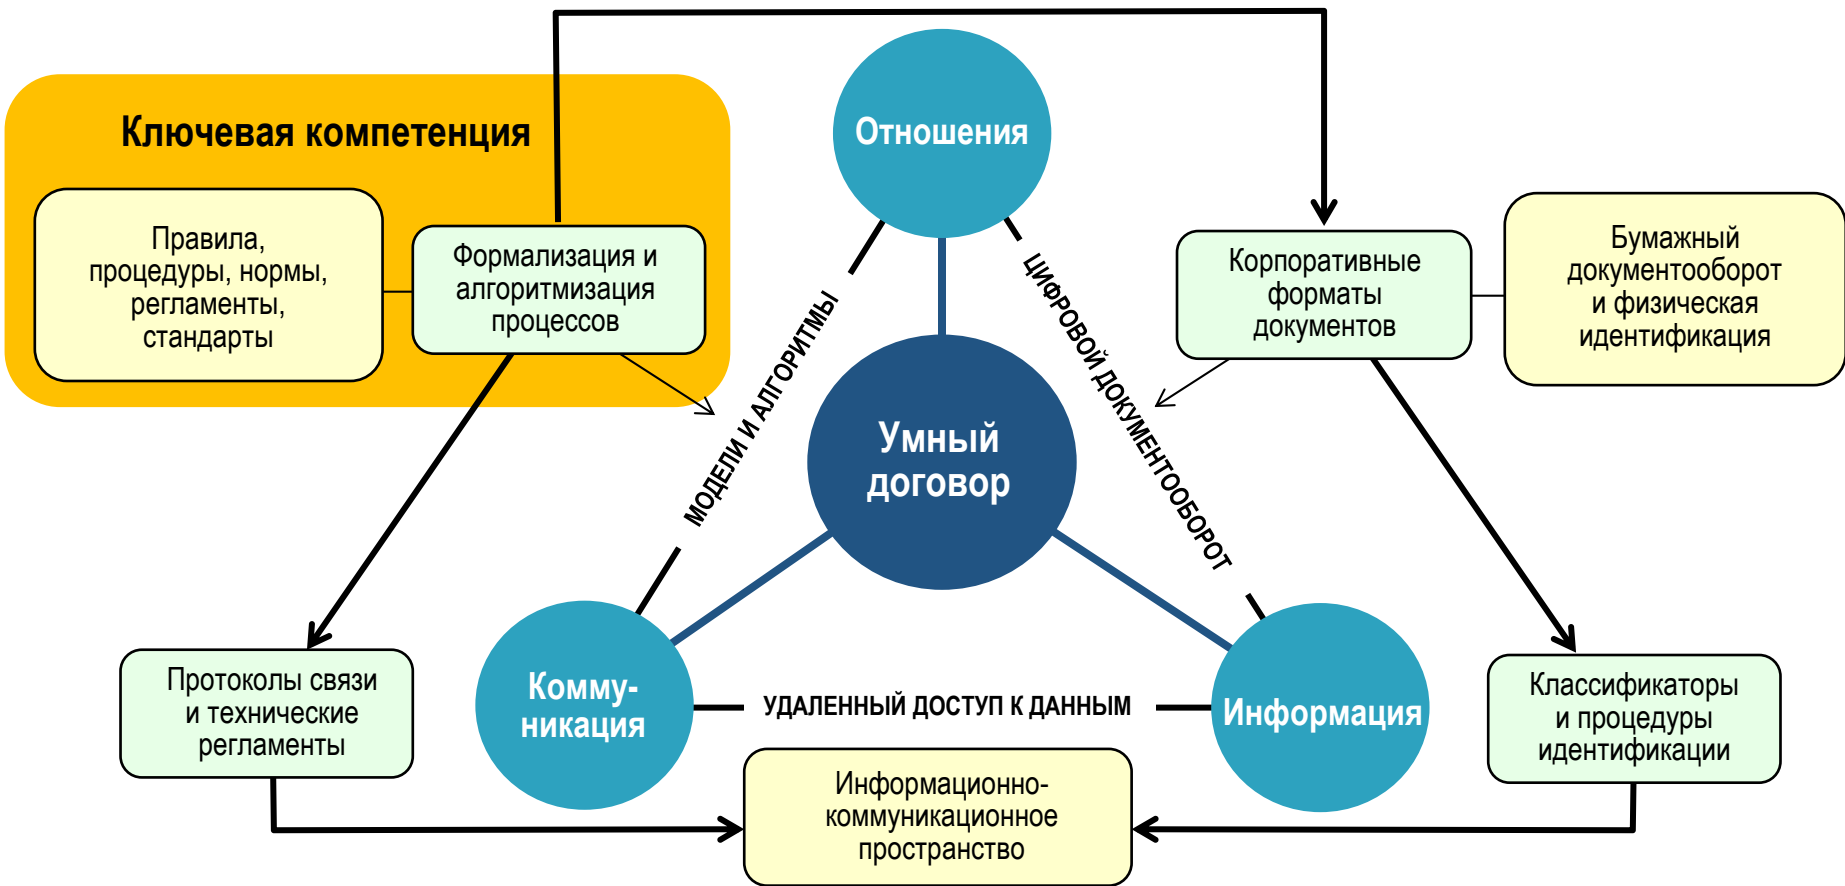 Ключевая компетенция
Правила,
процедуры, нормы,
регламенты,
стандарты
Формализация и
алгоритмизация
процессов
Отношения
Корпоративные
форматы
документов
Бумажный
документооборот
и физическая
идентификация
МОДЕЛИ И АЛГОРИТМЫ
ЦИФРОВОЙ ДОКУМЕНТООБОРОТ
Умный
договор
Протоколы связи
и технические
регламенты
Комму-
никация
УДАЛЕННЫЙ ДОСТУП К ДАННЫМ
Информация
Классификаторы
и процедуры
идентификации
Информационно-
коммуникационное
пространство